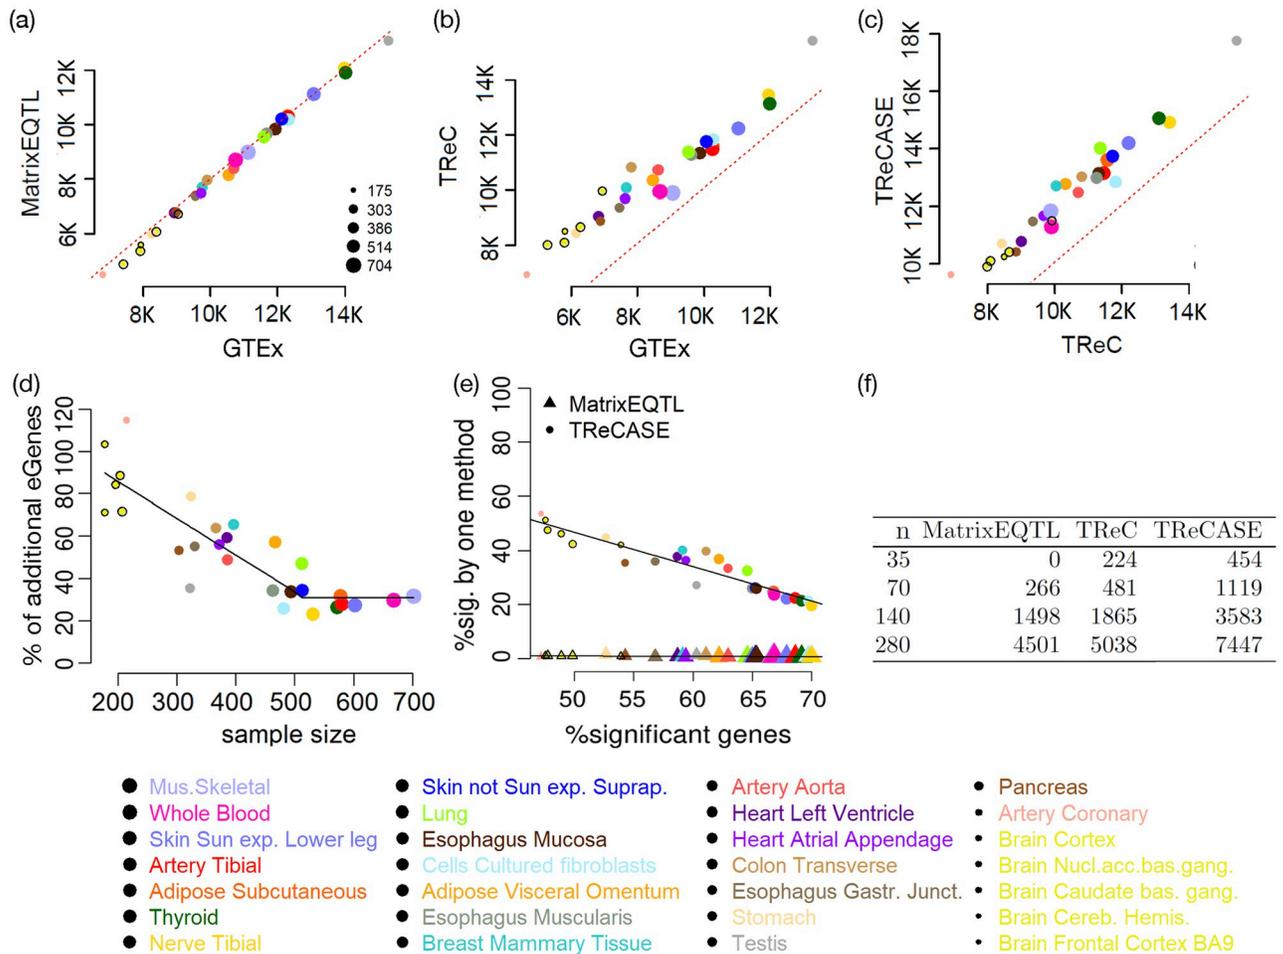 (a)
MatrixEQTL
12K
10K
8K
6K
175
303
386
514
704
8K 10K 12K 14K
GTEx
(b)
TReC
14K
12K
10K
8K
6K 8K 10K 12K
GTEx
(c)
TReCASE
18K
16K
14K
12K
10K
8K 10K 12K 14K
TReC
(d)
% of additional eGenes
120
100
80
60
40
20
0
200 300 400 500 600 700
sample size
(e)
%sig. by one method
100
80
60
40
20
0
MatrixEQTL
TReCASE
50 55 60 65 70
%significant genes
(f)
n MatrixEQTL TReC TReCASE
35 0 224 454
70 266 481 1119
140 1498 1865 3583
280 4501 5038 7447
Mus.Skeletal
Whole Blood
Skin Sun exp. Lower leg
Artery Tibial
Adipose Subcutaneous
Thyroid
Nerve Tibial
Skin not Sun exp. Suprap.
Lung
Esophagus Mucosa
Cells Cultured fibroblasts
Adipose Visceral Omentum
Esophagus Muscularis
Breast Mammary Tissue
Artery Aorta
Heart Left Ventricle
Heart Atrial Appendage
Colon Transverse
Esophagus Gastr. Junct.
Stomach
Testis
Pancreas
Artery Coronary
Brain Cortex
Brain Nucl.acc.bas.gang.
Brain Caudate bas. gang.
Brain Cereb. Hemis.
Brain Frontal Cortex BA9